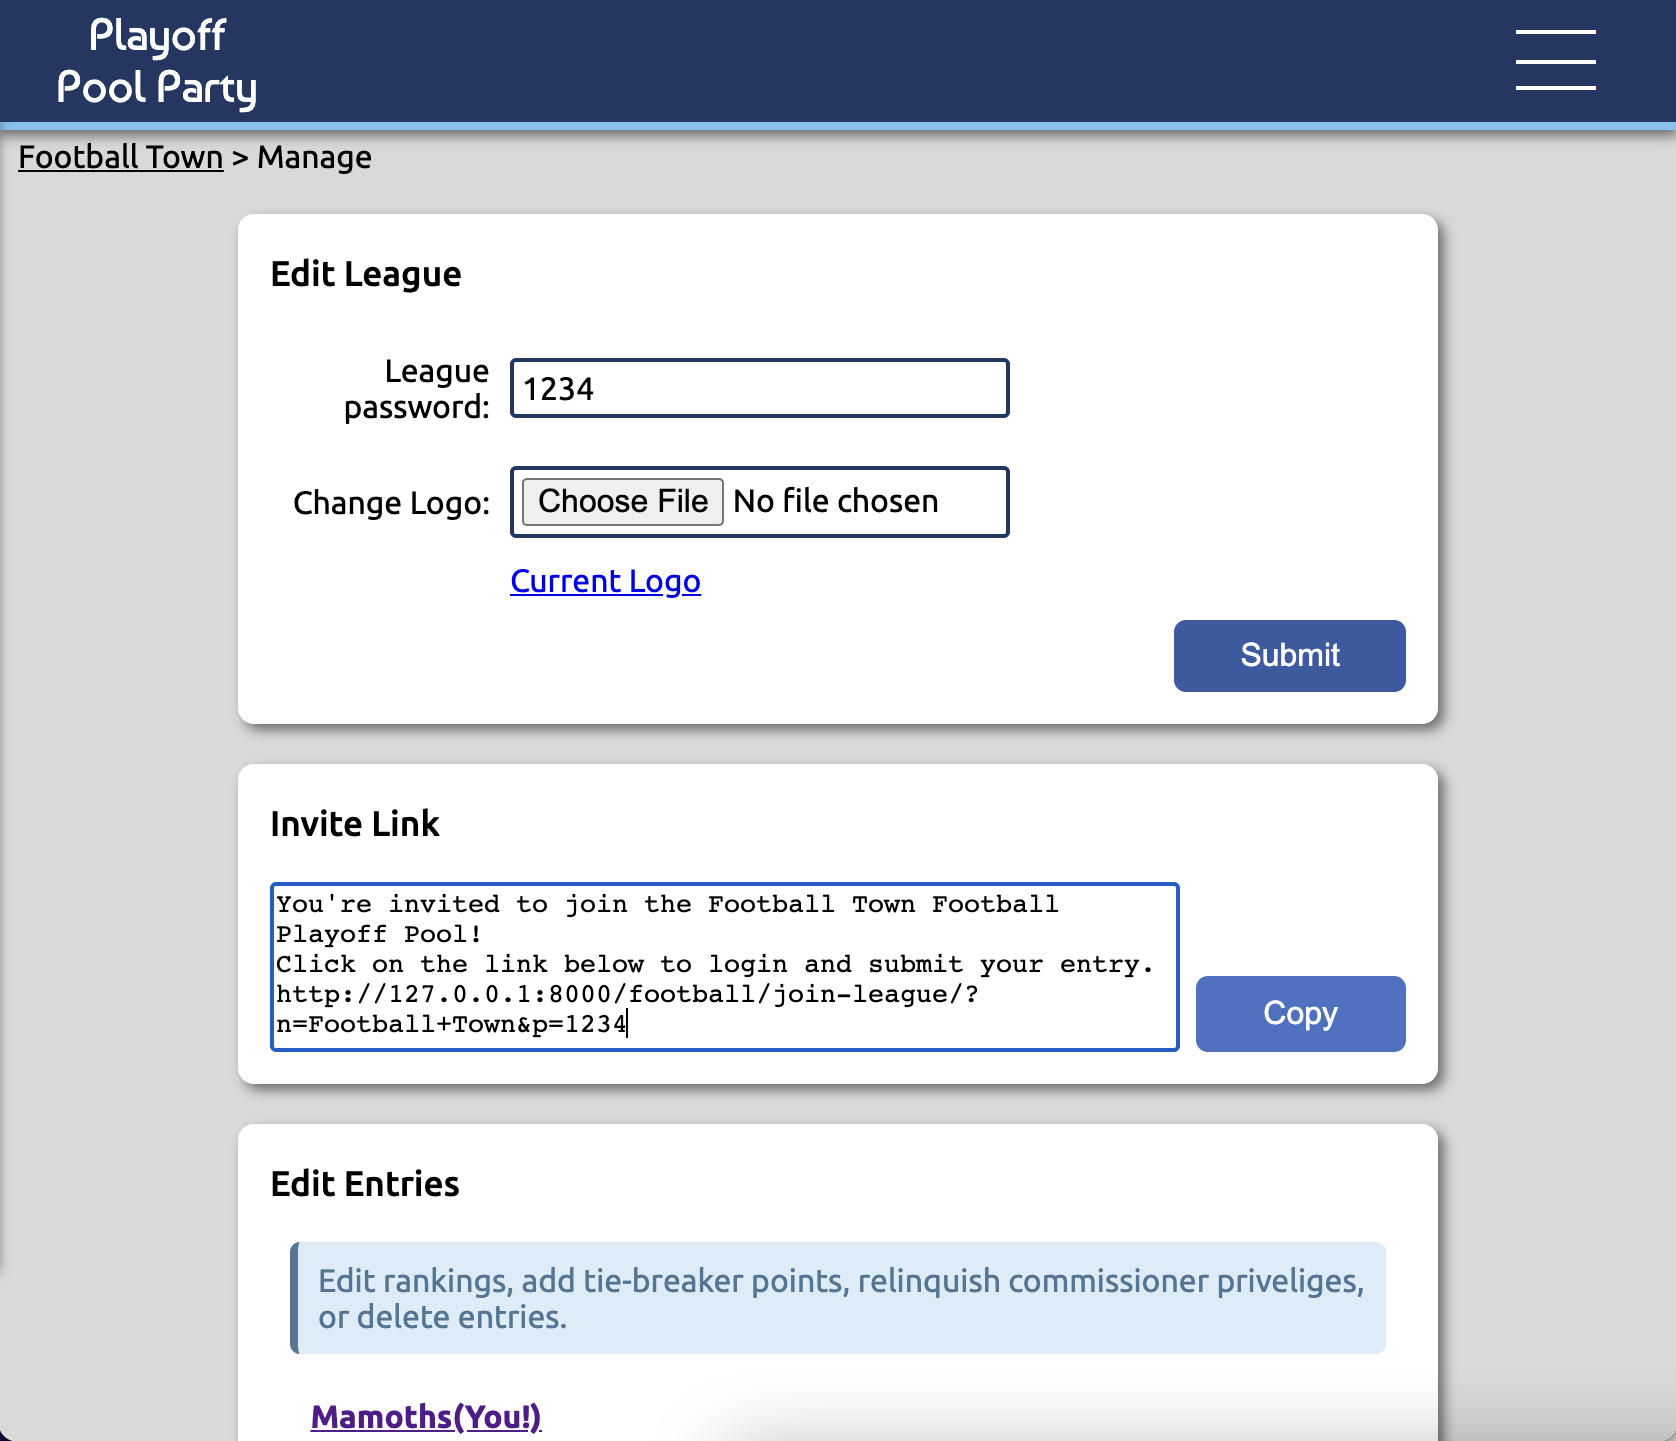 Playoff
Pool Party
Football Town > Manage
Edit League
League
password:
1234
Change Logo:
Choose File No file chosen
Current Logo
Submit
Invite Link
You're invited to join the Football Town Football
Playoff Pool!
Click on the link below to login and submit your entry.
http://127.0.0.1:8000/football/join-league/?
n=Football+Town&p=1234
Copy
Edit Entries
Edit rankings, add tie-breaker points, relinquish commissioner priveliges,
or delete entries.
Mamoths(You!)